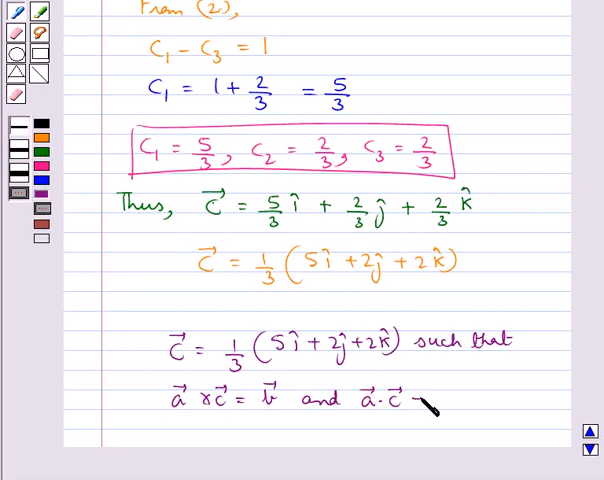 From (2),
C₁ - C₃ = 1
C₁ = 1 + 2/3 = 5/3
C₁ = 5/3, C₂ = 2/3, C₃ = 2/3
Thus, c⃗ = 5/3 î + 2/3 ĵ + 2/3 k̂
c⃗ = 1/3 (5î + 2ĵ + 2k̂)
c⃗ = 1/3 (5î + 2ĵ + 2k̂) such that
a⃗ × c⃗ = b⃗ and a⃗ . c⃗ -